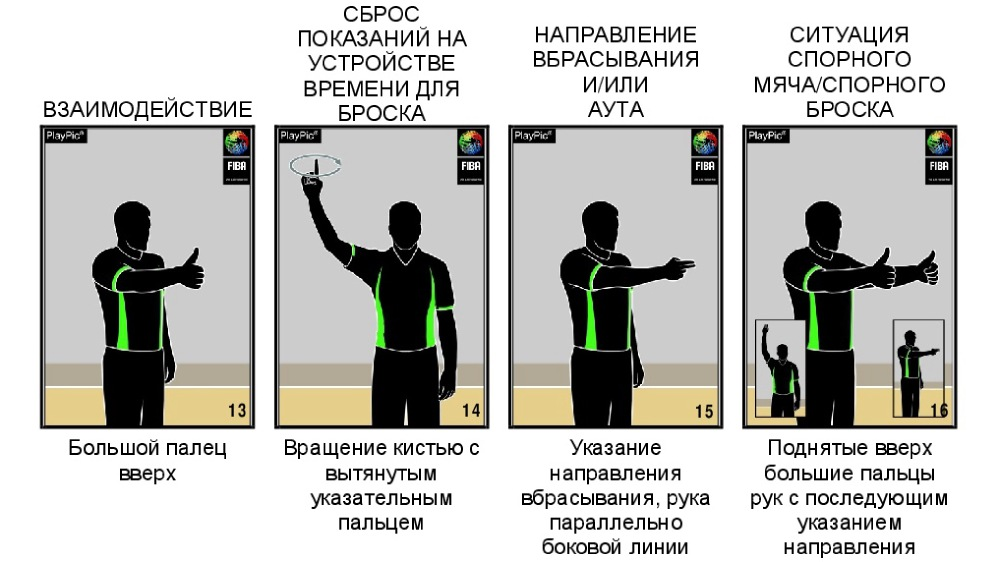 ВЗАИМОДЕЙСТВИЕ
PlayPic®
FIBA
13
Большой палец
вверх
СБРОС
ПОКАЗАНИЙ НА
УСТРОЙСТВЕ
ВРЕМЕНИ ДЛЯ
БРОСКА
PlayPic®
FIBA
14
Вращение кистью с
вытянутым
указательным
пальцем
НАПРАВЛЕНИЕ
ВБРАСЫВАНИЯ
И/ИЛИ
АУТА
PlayPic®
FIBA
15
Указание
направления
вбрасывания, рука
параллельно
боковой линии
СИТУАЦИЯ
СПОРНОГО
МЯЧА/СПОРНОГО
БРОСКА
PlayPic®
FIBA
16
Поднятые вверх
большие пальцы
рук с последующим
указанием
направления